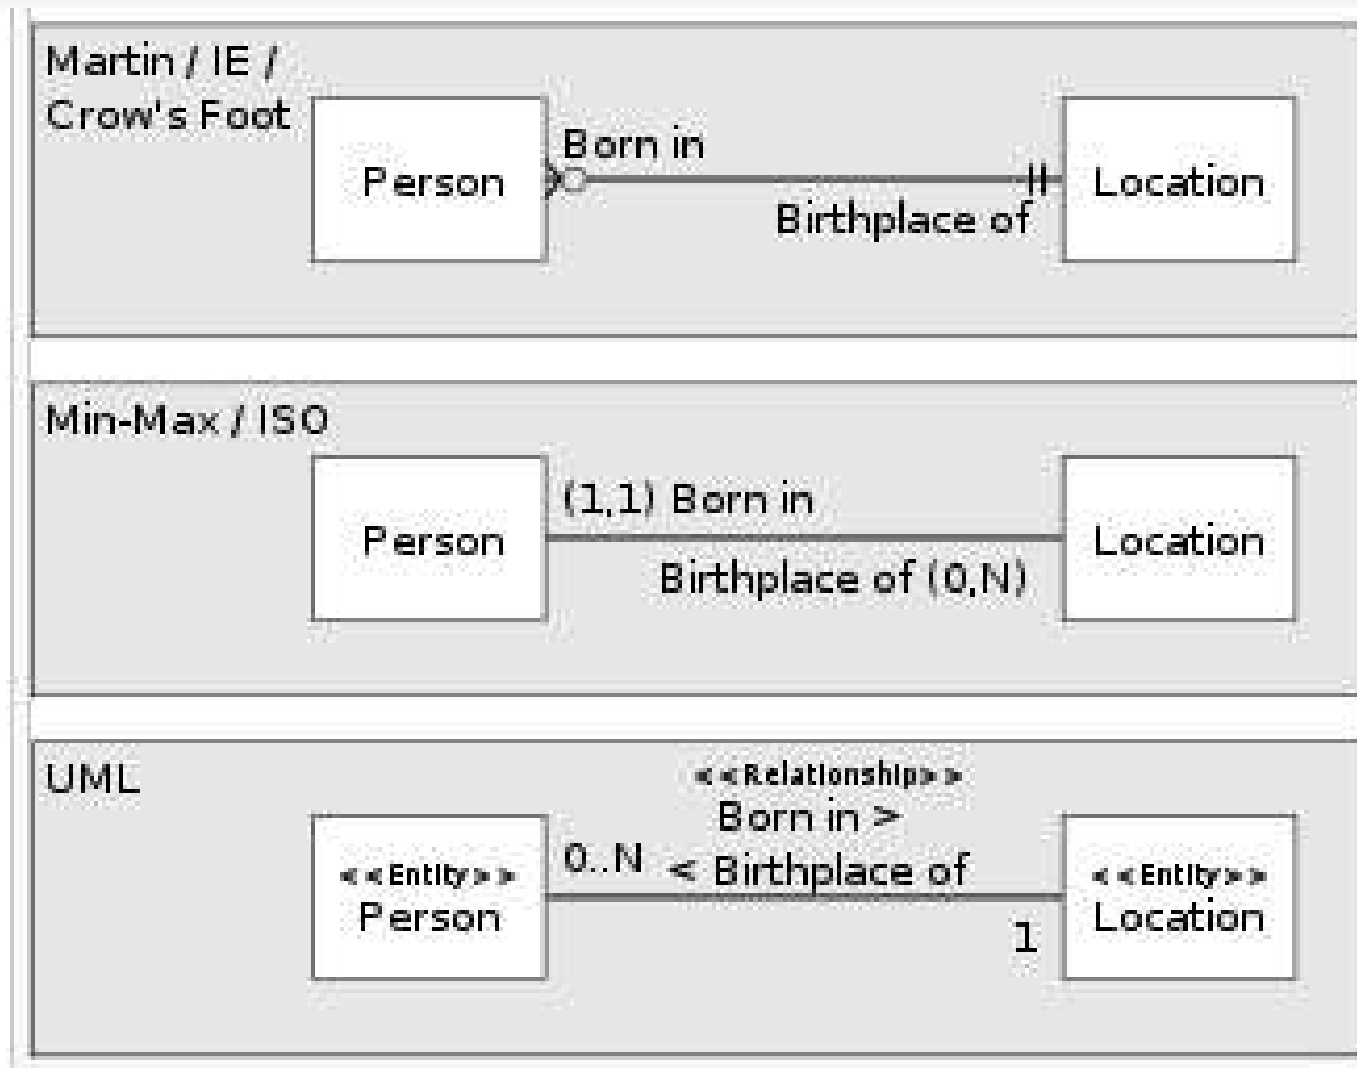 Martin / IE /
Crow's Foot
Person
Born in
Birthplace of
Location
Min-Max / ISO
Person
(1,1) Born in
Birthplace of (0,N)
Location
UML
<<Relationship>>
Born in >
0..N < Birthplace of
<<Entity>>
Person
1
<<Entity>>
Location